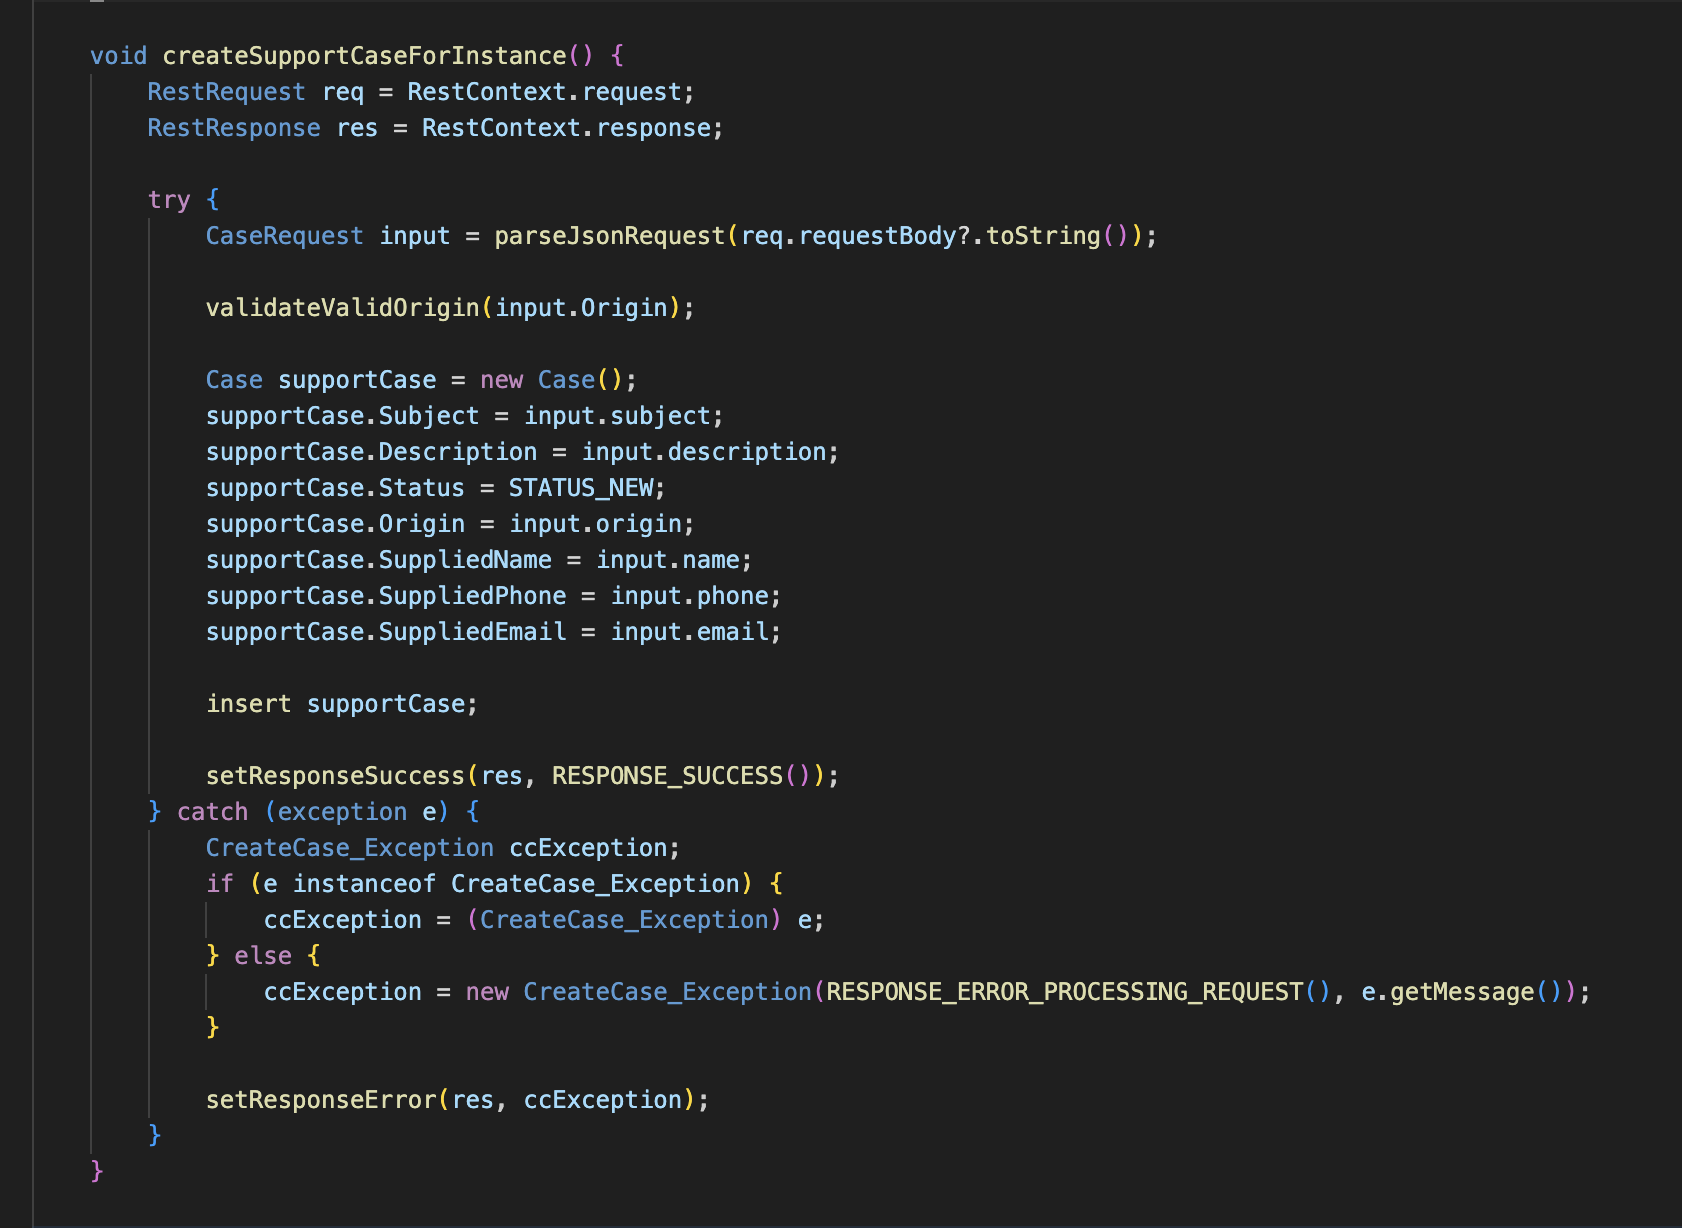 void createSupportCaseForInstance() {
RestRequest req = RestContext.request;
RestResponse res = RestContext.response;
try {
CaseRequest input = parseJsonRequest(req.requestBody?.toString());
validateValidOrigin(input.Origin);
Case supportCase = new Case();
supportCase.Subject = input.subject;
supportCase.Description = input.description;
supportCase.Status = STATUS_NEW;
supportCase.Origin = input.origin;
supportCase.SuppliedName = input.name;
supportCase.SuppliedPhone = input.phone;
supportCase.SuppliedEmail = input.email;
insert supportCase;
setResponseSuccess(res, RESPONSE_SUCCESS());
} catch (exception e) {
CreateCase_Exception ccException;
if (e instanceof CreateCase_Exception) {
ccException = (CreateCase_Exception) e;
} else {
ccException = new CreateCase_Exception(RESPONSE_ERROR_PROCESSING_REQUEST(), e.getMessage());
}
setResponseError(res, ccException);
}
}